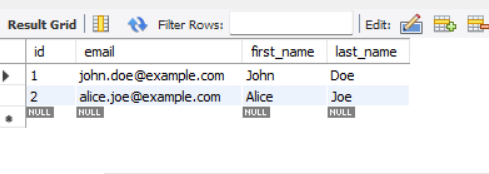 Result Grid Filter Rows: Edit:
id email first_name last_name
1 john.doe@example.com John Doe
2 alice.joe@example.com Alice Joe
NULL NULL NULL NULL